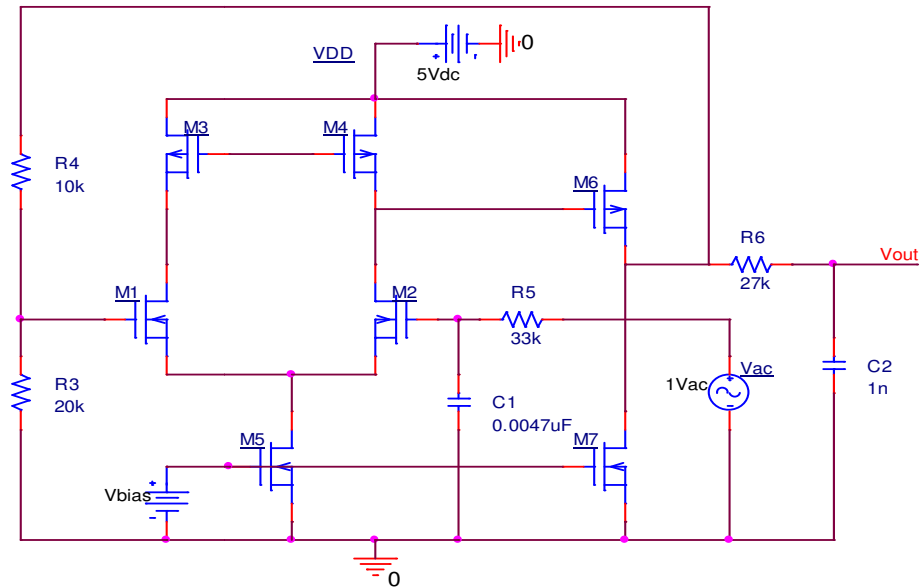 VDD
0
5Vdc
M3
M4
R4
10k
M6
R6
27k
Vout
M1
M2
R5
33k
R3
20k
C1
0.0047uF
1Vac
Vac
C2
1n
M5
M7
Vbias
0